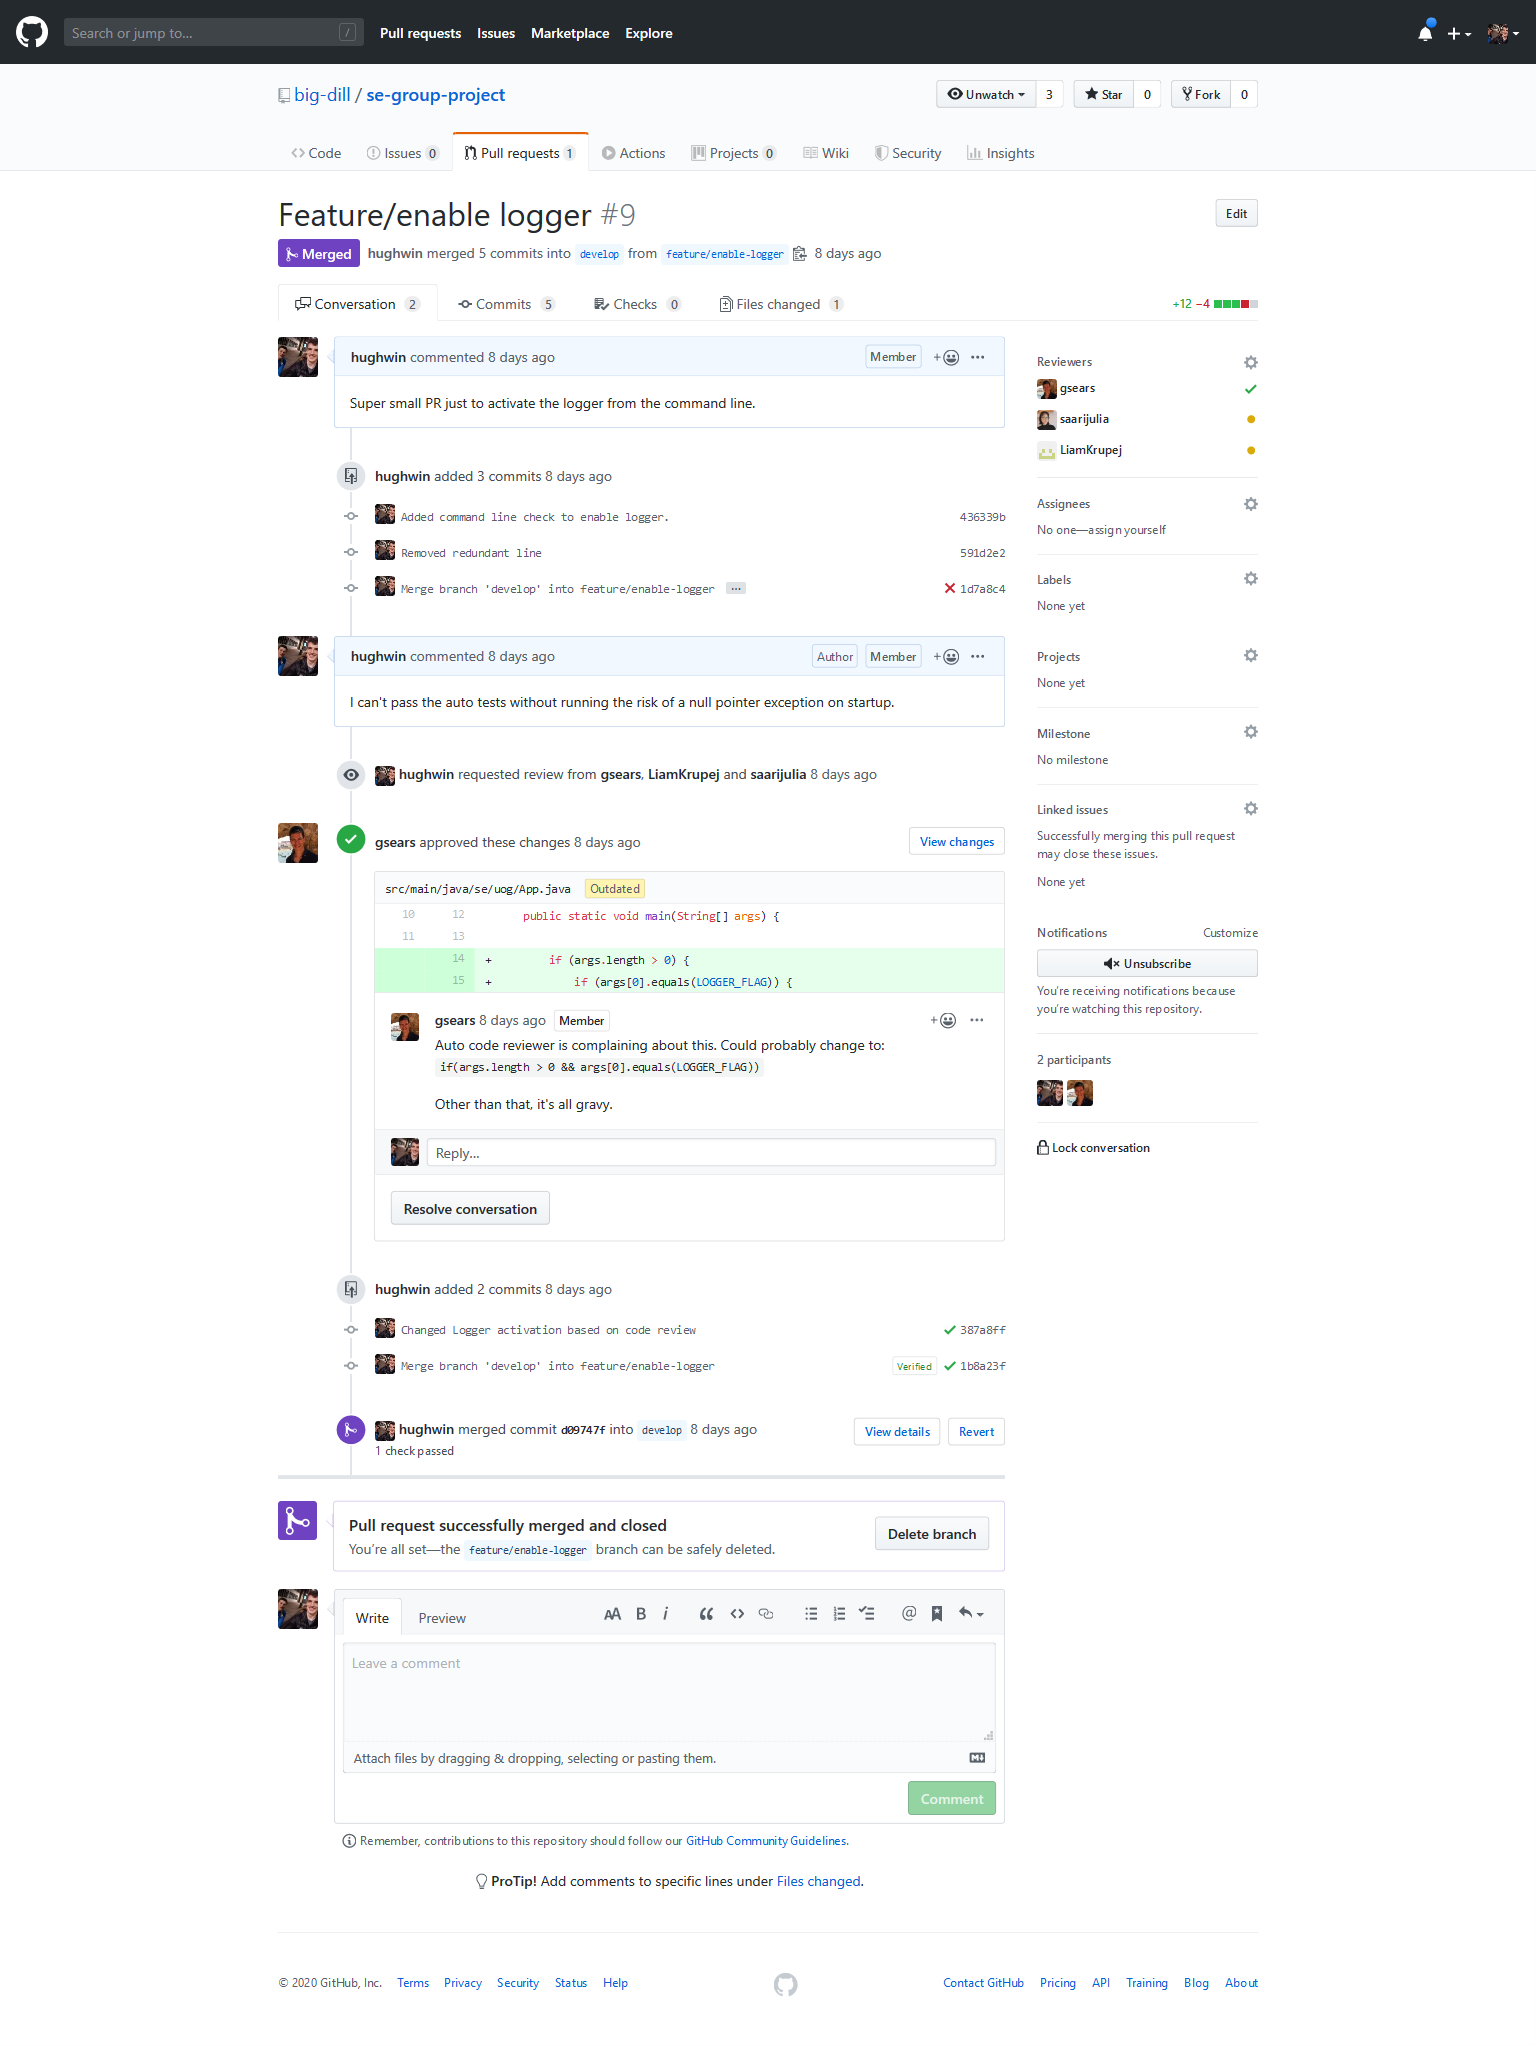 Search or jump to... /
Pull requests Issues Marketplace Explore
big-dill / se-group-project
Unwatch 3 Star 0 Fork 0
Code Issues 0 Pull requests 1 Actions Projects 0 Wiki Security Insights
Feature/enable logger #9
Edit
Merged hughwin merged 5 commits into develop from feature/enable-logger 8 days ago
Conversation 2 Commits 5 Checks 0 Files changed 1 +12 −4
hughwin commented 8 days ago Member + ...
Super small PR just to activate the logger from the command line.
hughwin added 3 commits 8 days ago
Added command line check to enable logger. 436339b
Removed redundant line 591d2e2
Merge branch 'develop' into feature/enable-logger ... 1d7a8c4
hughwin commented 8 days ago Author Member + ...
I can't pass the auto tests without running the risk of a null pointer exception on startup.
hughwin requested review from gsears, LiamKrupej and saarijulia 8 days ago
gsears approved these changes 8 days ago View changes
src/main/java/se/uog/App.java Outdated
10 12 public static void main(String[] args) {
11 13
14 + if (args.length > 0) {
15 + if (args[0].equals(LOGGER_FLAG)) {
gsears 8 days ago Member + ...
Auto code reviewer is complaining about this. Could probably change to:
if(args.length > 0 && args[0].equals(LOGGER_FLAG))
Other than that, it's all gravy.
Reply...
Resolve conversation
hughwin added 2 commits 8 days ago
Changed Logger activation based on code review 387a8ff
Merge branch 'develop' into feature/enable-logger Verified 1b8a23f
hughwin merged commit d09747f into develop 8 days ago View details Revert
1 check passed
Pull request successfully merged and closed
You're all set—the feature/enable-logger branch can be safely deleted.
Delete branch
Write Preview AA B i @
Leave a comment
Attach files by dragging & dropping, selecting or pasting them.
Comment
Remember, contributions to this repository should follow our GitHub Community Guidelines.
ProTip! Add comments to specific lines under Files changed.
Reviewers
gsears
saarijulia
LiamKrupej
Assignees
No one—assign yourself
Labels
None yet
Projects
None yet
Milestone
No milestone
Linked issues
Successfully merging this pull request
may close these issues.
None yet
Notifications Customize
Unsubscribe
You're receiving notifications because
you're watching this repository.
2 participants
Lock conversation
© 2020 GitHub, Inc. Terms Privacy Security Status Help
Contact GitHub Pricing API Training Blog About